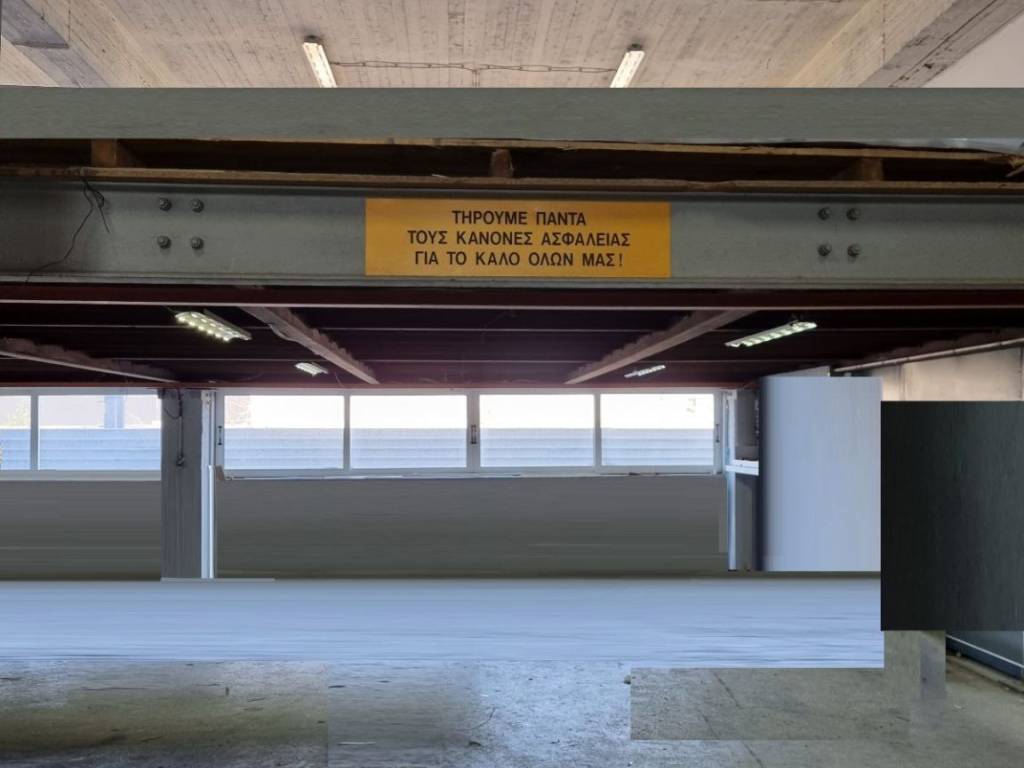 ΤΗΡΟΥΜΕ ΠΑΝΤΑ
ΤΟΥΣ ΚΑΝΟΝΕΣ ΑΣΦΑΛΕΙΑΣ
ΓΙΑ ΤΟ ΚΑΛΟ ΟΛΩΝ ΜΑΣ!